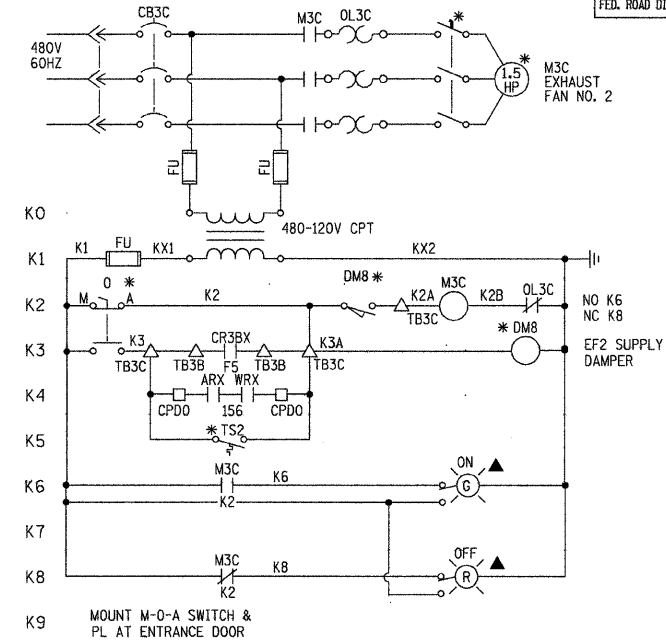 FED. ROAD DI
CB3C
M3C OL3C *
480V
60HZ
1.5
HP
*
M3C
EXHAUST
FAN NO. 2
FU
FU
K0
480-120V CPT
K1
K1 FU KX1 KX2
K2
M O * A K2 DM8 * K2A M3C K2B OL3C
TB3C
NO K6
NC K8
K3
K3 CR3BX K3A * DM8
TB3C TB3B F5 TB3B TB3C
EF2 SUPPLY
DAMPER
K4
ARX WRX
CPDO 156 CPDO
K5
* TS2
K6
M3C K6 ON
G
K2
K7
K8
M3C K8 OFF
R
K2
K9
MOUNT M-O-A SWITCH &
PL AT ENTRANCE DOOR